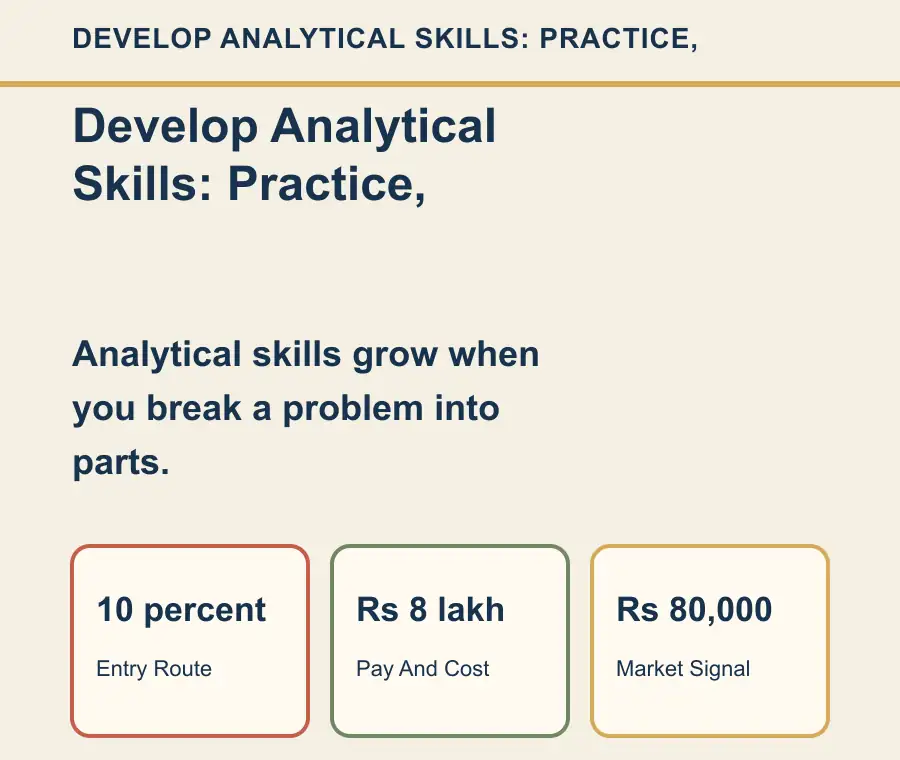 DEVELOP ANALYTICAL SKILLS: PRACTICE,
Develop Analytical
Skills: Practice,
Analytical skills grow when
you break a problem into
parts.
10 percent
Entry Route
Rs 8 lakh
Pay And Cost
Rs 80,000
Market Signal